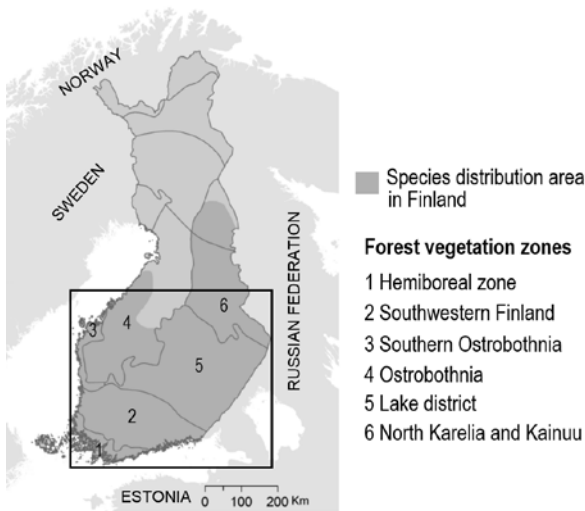 NORWAY
SWEDEN
RUSSIAN FEDERATION
3
4
6
5
2
1
ESTONIA
0 100 200 Km
Species distribution area
in Finland
Forest vegetation zones
1 Hemiboreal zone
2 Southwestern Finland
3 Southern Ostrobothnia
4 Ostrobothnia
5 Lake district
6 North Karelia and Kainuu